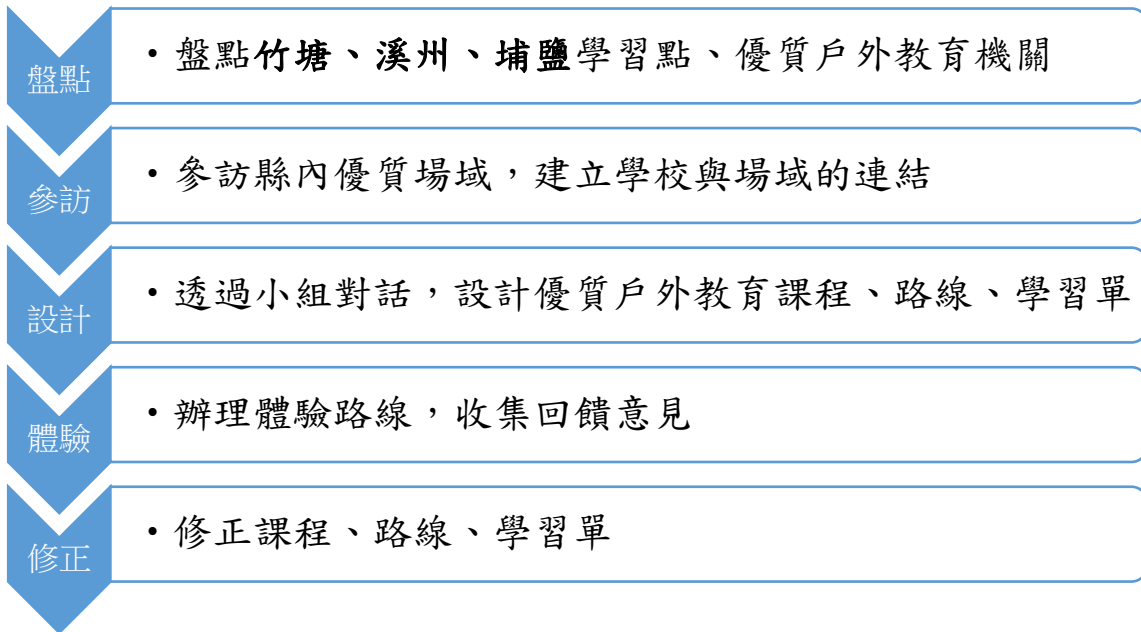 盤點
•盤點竹塘、溪州、埔鹽學習點、優質戶外教育機關
參訪
•參訪縣內優質場域，建立學校與場域的連結
設計
•透過小組對話，設計優質戶外教育課程、路線、學習單
體驗
•辦理體驗路線，收集回饋意見
修正
•修正課程、路線、學習單